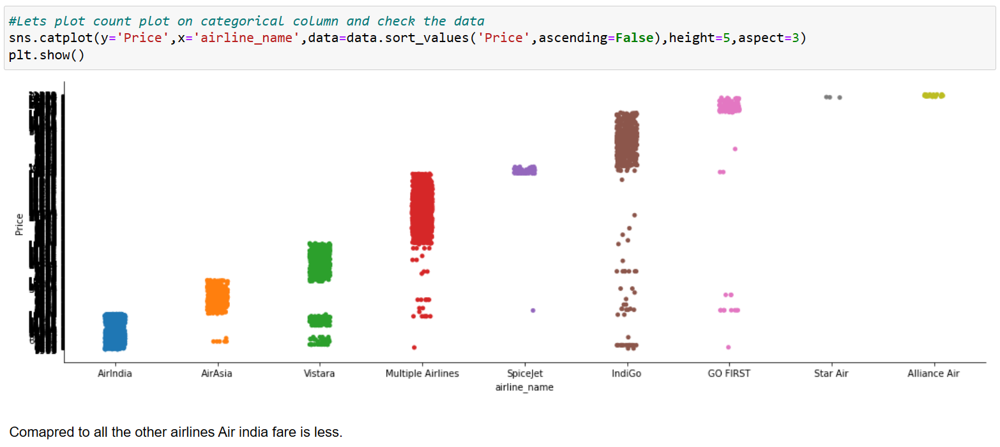 #Lets plot count plot on categorical column and check the data
sns.catplot(y='Price',x='airline_name',data=data.sort_values('Price',ascending=False),height=5,aspect=3)
plt.show()
Price
AirIndia AirAsia Vistara Multiple Airlines SpiceJet IndiGo GO FIRST Star Air Alliance Air
airline_name
Comapred to all the other airlines Air india fare is less.